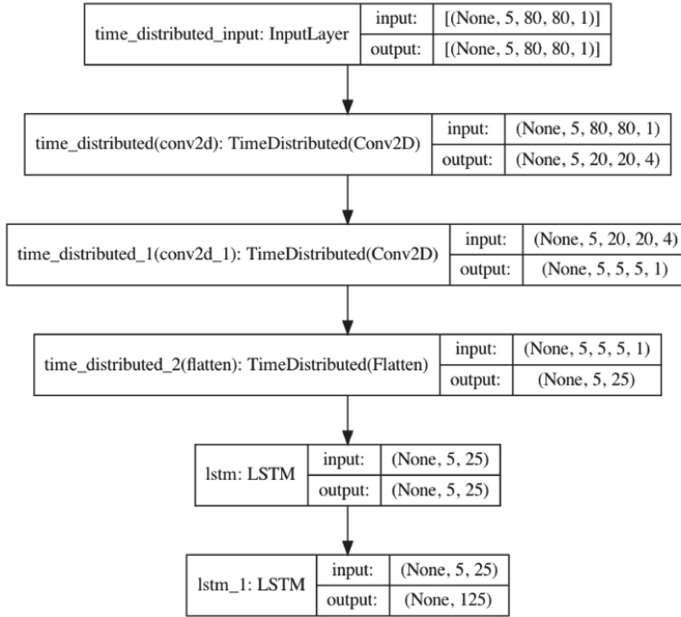 time_distributed_input: InputLayer
input: [(None, 5, 80, 80, 1)]
output: [(None, 5, 80, 80, 1)]
time_distributed(conv2d): TimeDistributed(Conv2D)
input: (None, 5, 80, 80, 1)
output: (None, 5, 20, 20, 4)
time_distributed_1(conv2d_1): TimeDistributed(Conv2D)
input: (None, 5, 20, 20, 4)
output: (None, 5, 5, 5, 1)
time_distributed_2(flatten): TimeDistributed(Flatten)
input: (None, 5, 5, 5, 1)
output: (None, 5, 25)
lstm: LSTM
input: (None, 5, 25)
output: (None, 5, 25)
lstm_1: LSTM
input: (None, 5, 25)
output: (None, 125)